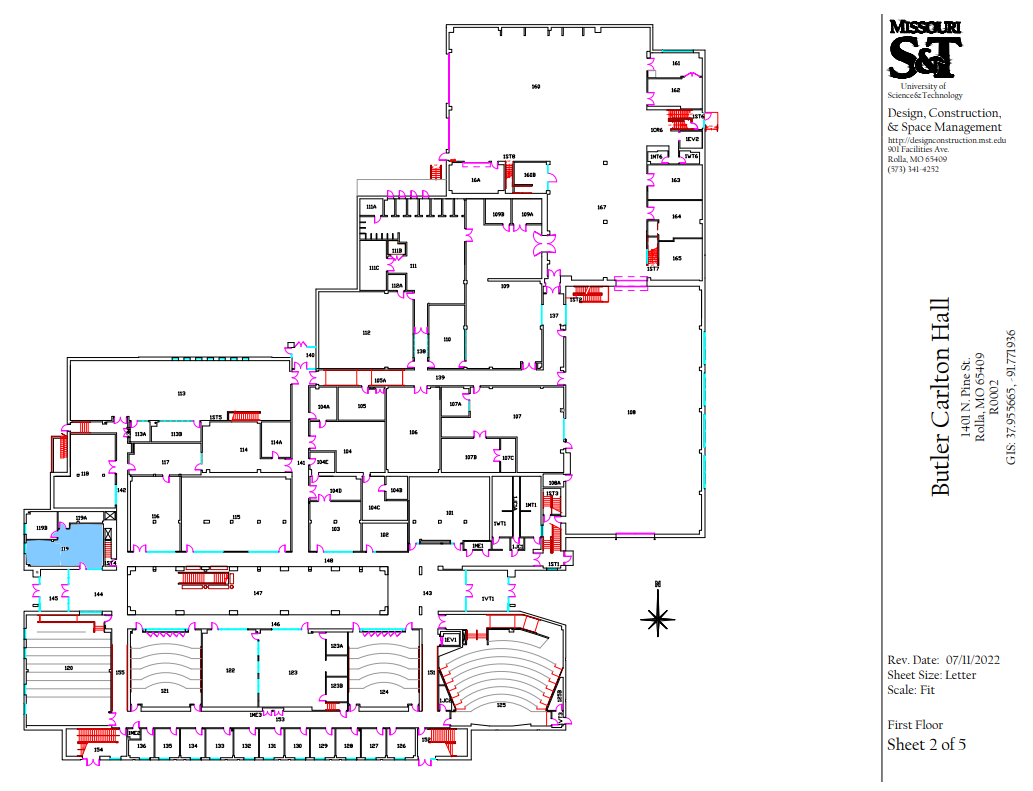 MISSOURI
S&T
University of
Science&Technology
Design, Construction,
& Space Management
http://designconstruction.mst.edu
901 Facilities Ave.
Rolla, MO 65409
(573) 341-4252
160
161
162
1ST6
1OR6
1EV2
1NT6
1WT6
1ST8
16A
162B
163
167
164
165
1ST7
111A
109B
109A
111B
111C
111
112A
109
1ST2
137
112
138
110
108
140
105A
139
113
104A
105
107A
107
1ST5
106
113A
113B
114
114A
104
117
141
104E
107B
107C
118
142
104D
104B
108A
1ST3
104C
1NT1
116
115
101
1WT1
119A
119B
103
102
119
1ME1
1ST4
148
1ST1
145
144
147
143
1VT1
146
1EV1
120
155
121
122
123
123A
123B
124
151
125
125B
1ME3
153
1ME2
154
136
135
134
133
132
131
130
129
128
127
126
152
Butler Carlton Hall
1401 N. Pine St.
Rolla, MO 65409
R0002
GIS: 37.955665, -91.771936
Rev. Date: 07/11/2022
Sheet Size: Letter
Scale: Fit
First Floor
Sheet 2 of 5